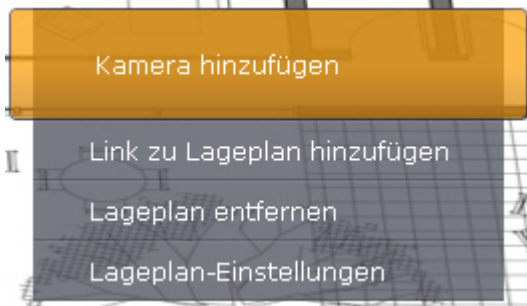 Kamera hinzufügen
Link zu Lageplan hinzufügen
Lageplan entfernen
Lageplan-Einstellungen